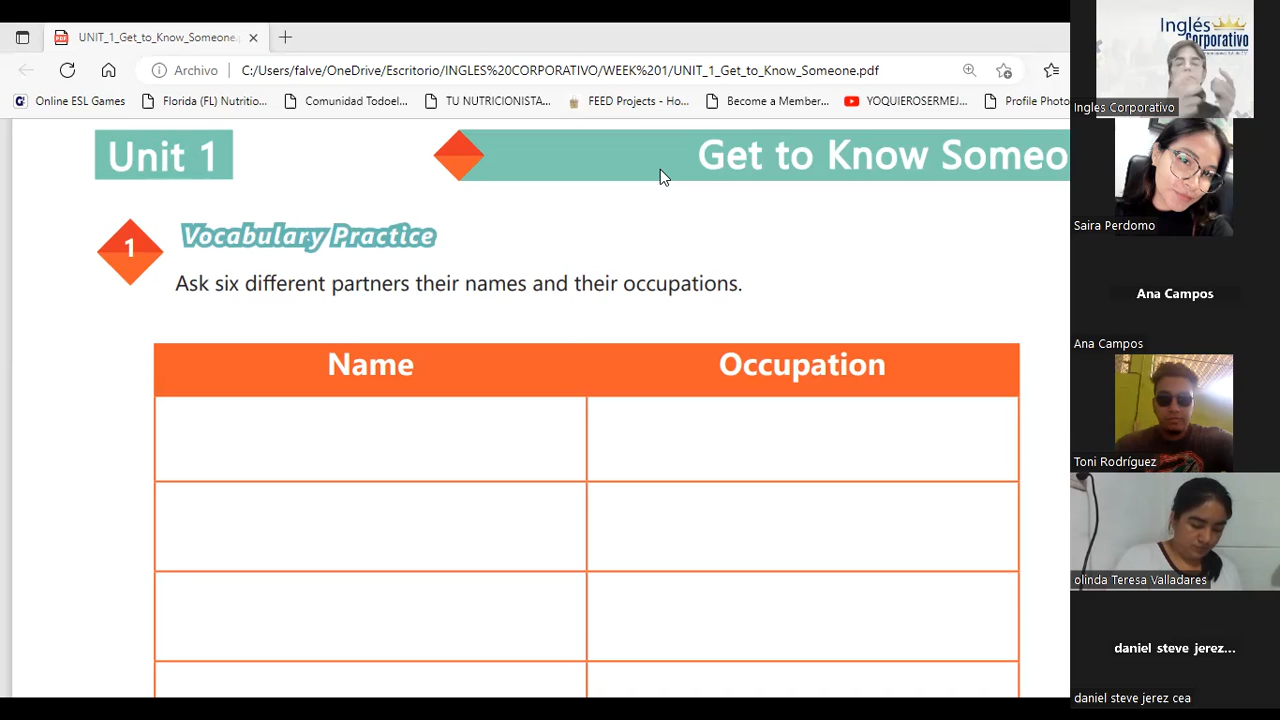 UNIT_1_Get_to_Know_Someone.
Archivo
C:/Users/falve/OneDrive/Escritorio/INGLES%20CORPORATIVO/WEEK%201/UNIT_1_Get_to_Know_Someone.pdf
Online ESL Games
Florida (FL) Nutritio...
Comunidad Todoel...
TU NUTRICIONISTA...
FEED Projects - Ho...
Become a Member...
YOQUIEROSERMEJ...
Profile Photo
Unit 1
Get to Know Someo
1
Vocabulary Practice
Ask six different partners their names and their occupations.
Name
Occupation
Inglés
Corporativo
Ingles Corporativo
Saira Perdomo
Ana Campos
Ana Campos
Toni Rodríguez
olinda Teresa Valladares
daniel steve jerez...
daniel steve jerez cea